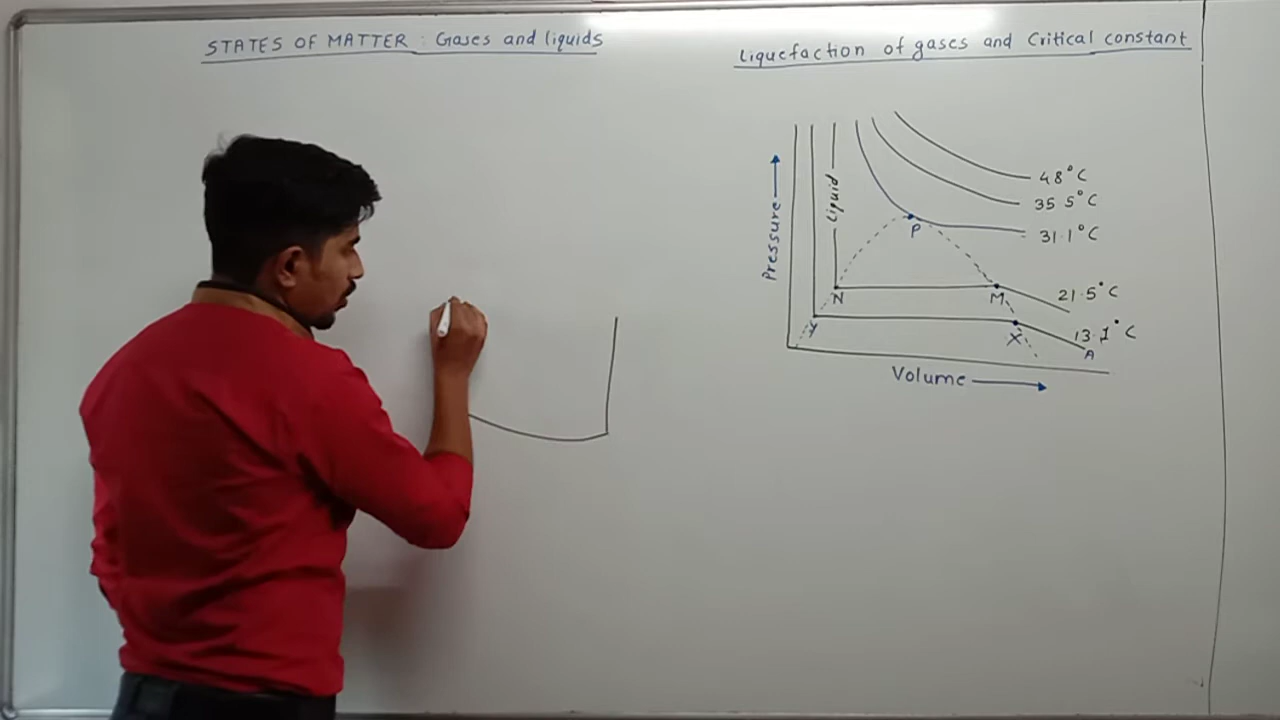 STATES OF MATTER : Gases and liquids
Liquefaction of gases and Critical constant
48°C
35 5°C
31.1°C
21.5°C
13.1°C
Pressure
Liquid
P
N
M
Y
X
A
Volume